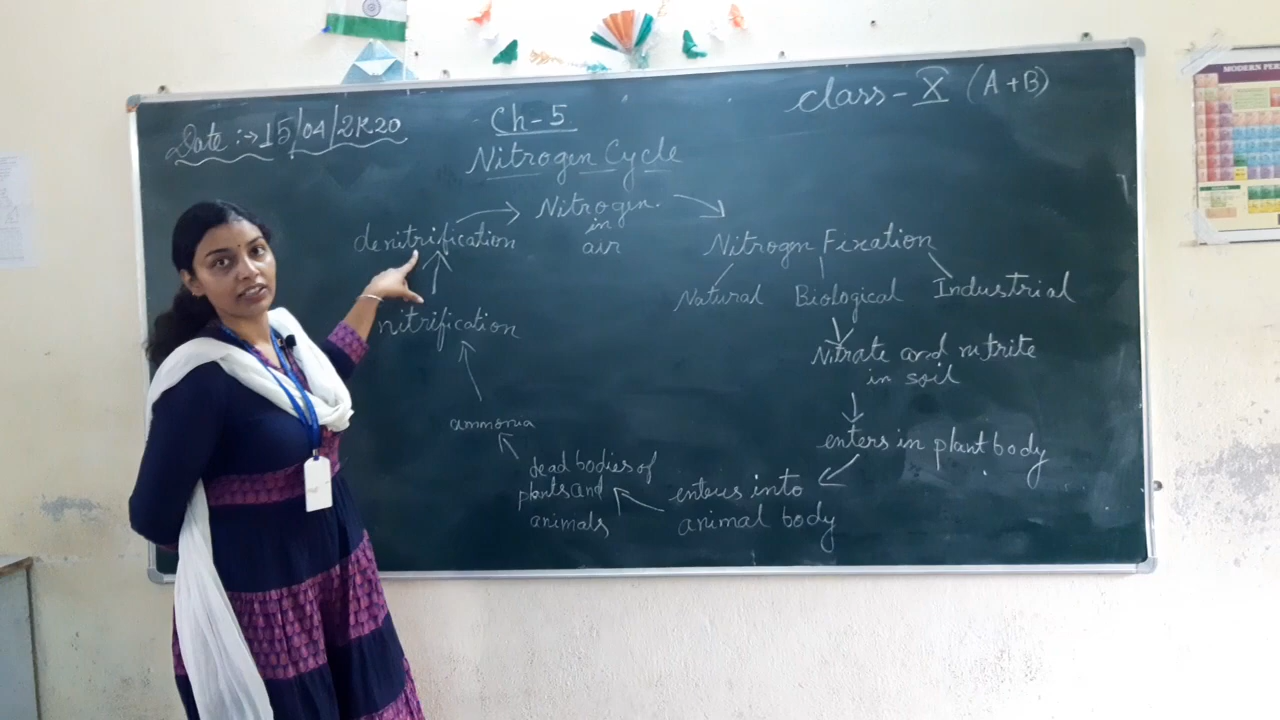 Date :→ 15/04/2K20
Ch-5
class - X (A+B)
Nitrogen Cycle
Nitrogen
in
air
denitrification
Nitrogen Fixation
Natural Biological Industrial
nitrification
Nitrate and nitrite
in soil
enters in plant body
ammonia
dead bodies of
plants and
animals
enters into
animal body
MODERN PER